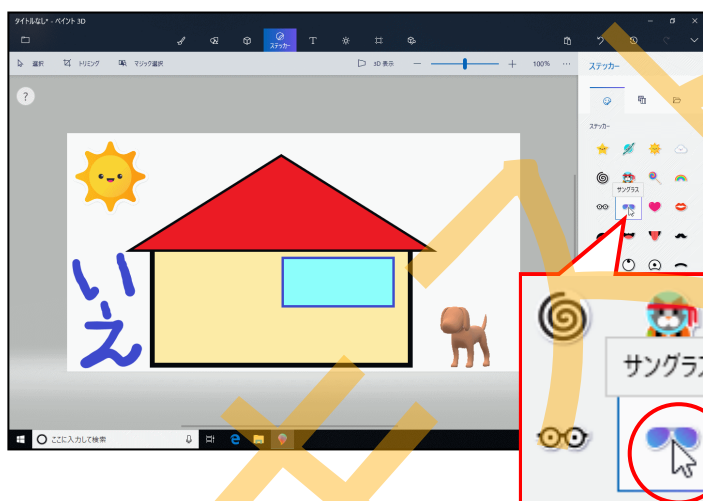 タイトルなし* - ペイント 3D
ステッカー
選択 トリミング マジック選択 3D 表示 100%
ステッカー
?
ステッカー
サングラス
いえ
サングラ
ここに入力して検索